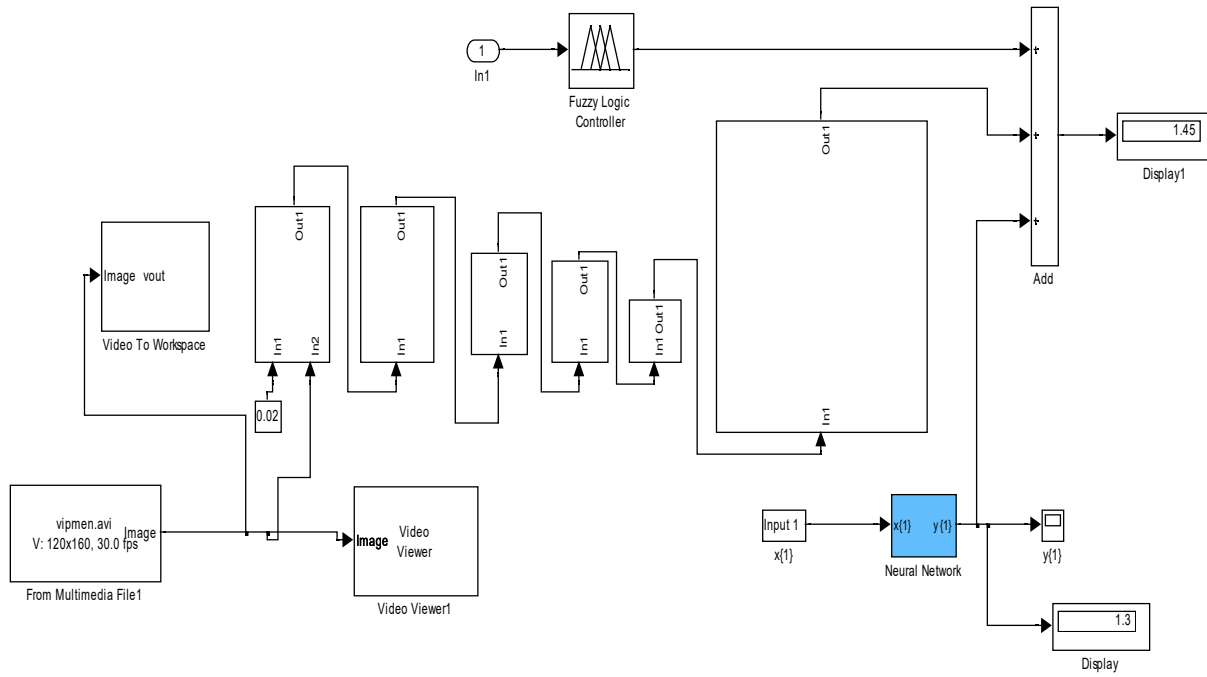 1
In1
Fuzzy Logic
Controller
+
+
+
Add
1.45
Display1
Out1
In1
Image vout
Video To Workspace
Out1
In1
In2
0.02
Out1
In1
Out1
In1
Out1
In1
Out1
In1
vipmen.avi
V: 120x160, 30.0 fps
Image
From Multimedia File1
Image
Video
Viewer
Video Viewer1
Input 1
x{1}
x{1}
y{1}
Neural Network
y{1}
1.3
Display